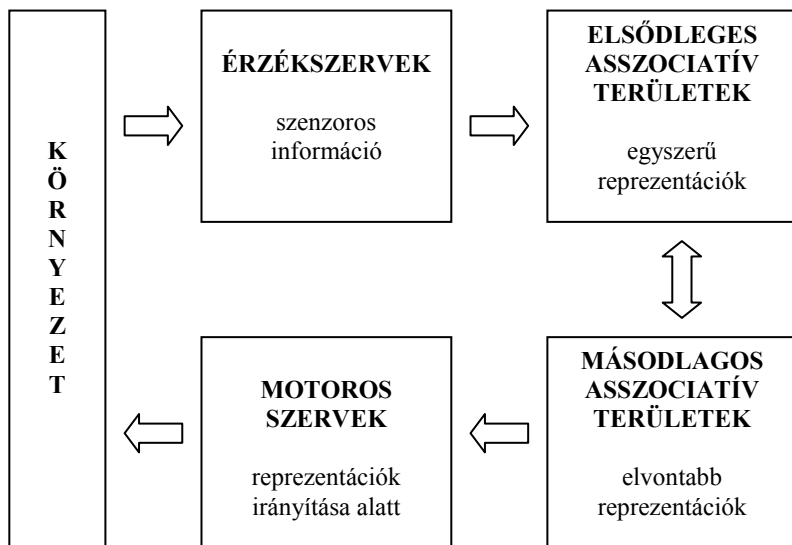 K
Ö
R
N
Y
E
Z
E
T
ÉRZÉKSZERVEK
szenzoros
információ
ELSŐDLEGES
ASSZOCIATÍV
TERÜLETEK
egyszerű
reprezentációk
MOTOROS
SZERVEK
reprezentációk
irányítása alatt
MÁSODLAGOS
ASSZOCIATÍV
TERÜLETEK
elvontabb
reprezentációk